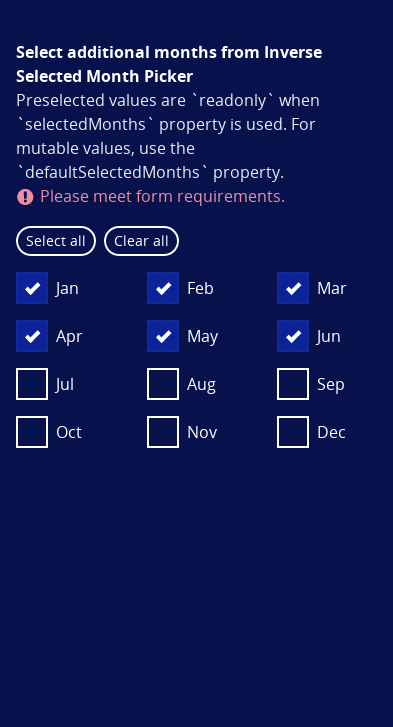 Select additional months from Inverse
Selected Month Picker
Preselected values are `readonly` when
`selectedMonths` property is used. For
mutable values, use the
`defaultSelectedMonths` property.
Please meet form requirements.
Select all Clear all
Jan Feb Mar
Apr May Jun
Jul Aug Sep
Oct Nov Dec